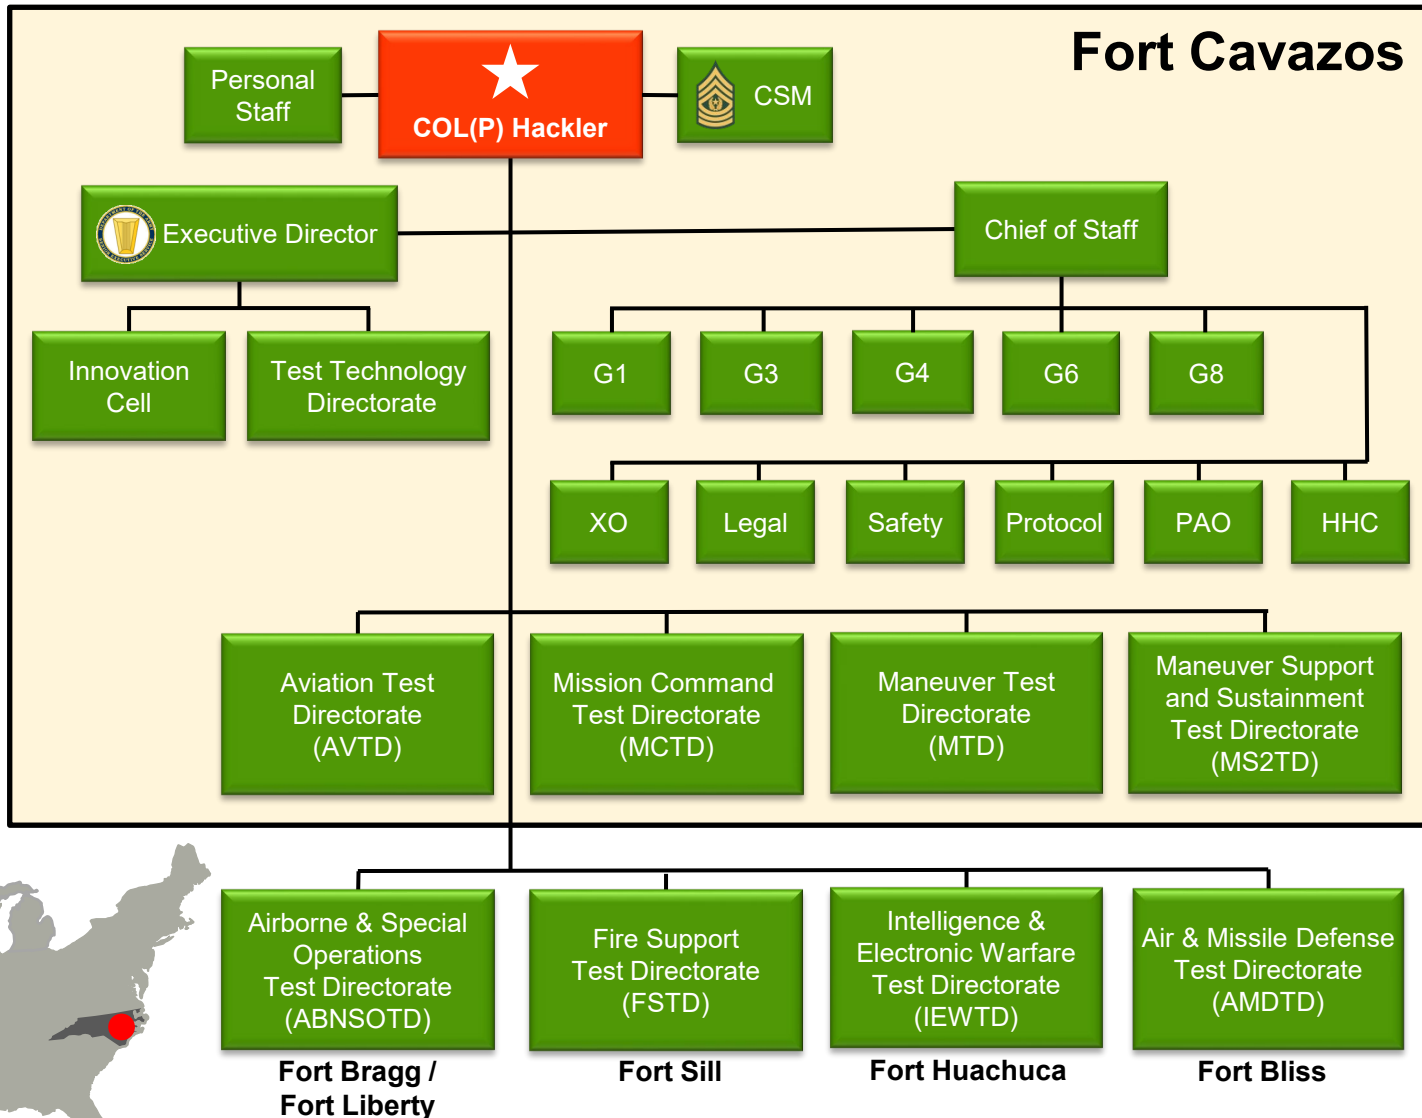 Fort Cavazos
Personal
Staff
COL(P) Hackler
CSM
Executive Director
Chief of Staff
Innovation
Cell
Test Technology
Directorate
G1
G3
G4
G6
G8
XO
Legal
Safety
Protocol
PAO
HHC
Aviation Test
Directorate
(AVTD)
Mission Command
Test Directorate
(MCTD)
Maneuver Test
Directorate
(MTD)
Maneuver Support
and Sustainment
Test Directorate
(MS2TD)
Airborne & Special
Operations
Test Directorate
(ABNSOTD)
Fire Support
Test Directorate
(FSTD)
Intelligence &
Electronic Warfare
Test Directorate
(IEWTD)
Air & Missile Defense
Test Directorate
(AMDTD)
Fort Bragg /
Fort Liberty
Fort Sill
Fort Huachuca
Fort Bliss